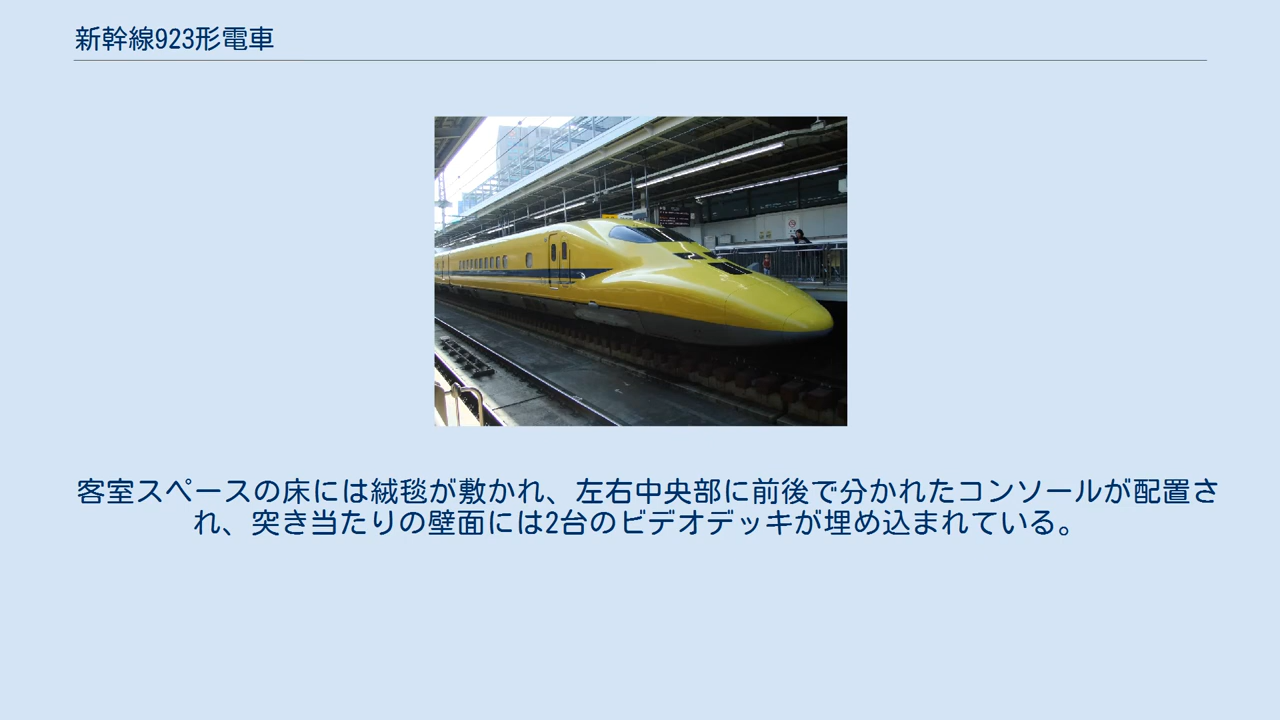 新幹線923形電車
客室スペースの床には絨毯が敷かれ、左右中央部に前後で分かれたコンソールが配置さ
れ、突き当たりの壁面には2台のビデオデッキが埋め込まれている。